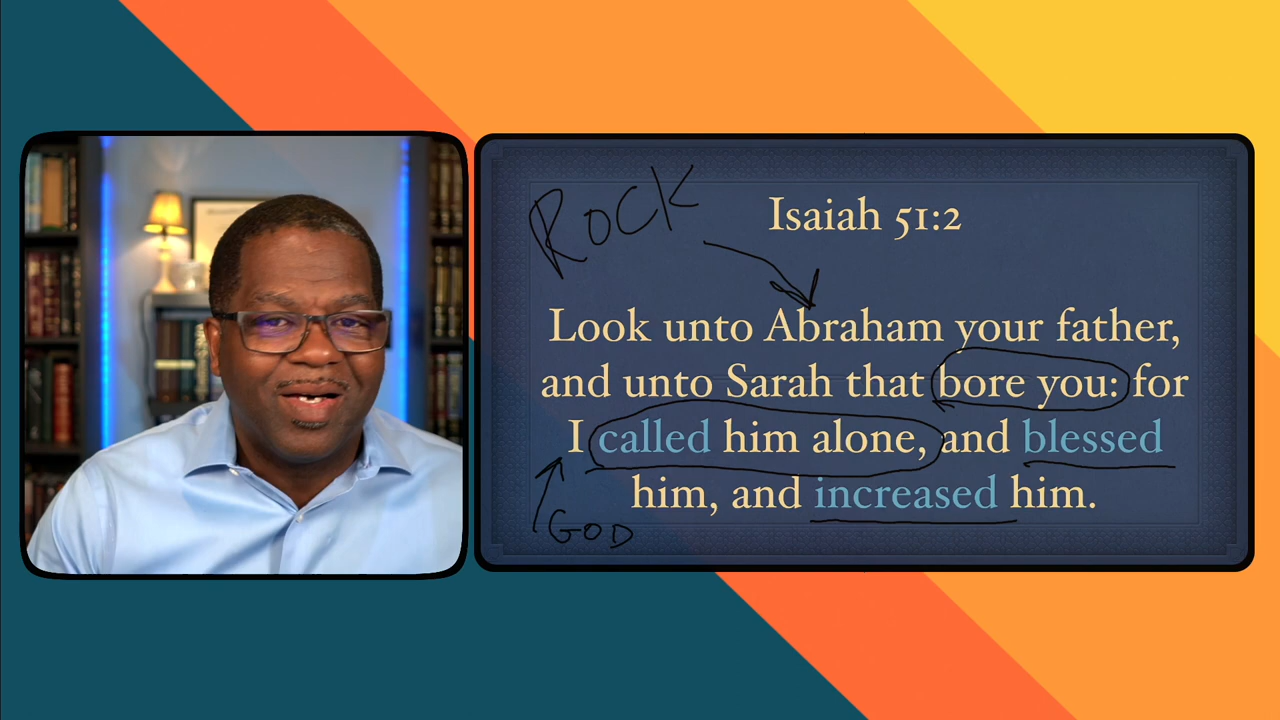 ROCK
Isaiah 51:2
Look unto Abraham your father,
and unto Sarah that bore you: for
I called him alone, and blessed
him, and increased him.
GOD